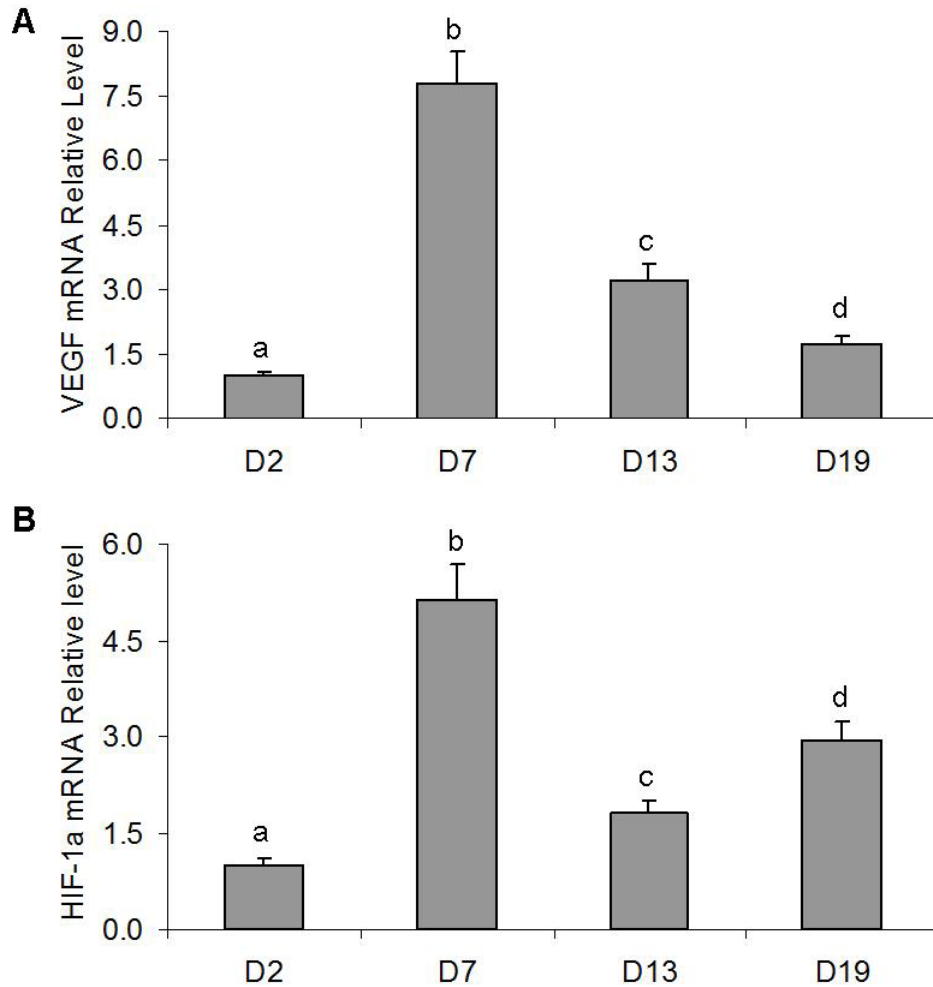 A
VEGF mRNA Relative Level
9.0
7.5
6.0
4.5
3.0
1.5
0.0
a
b
c
d
D2 D7 D13 D19
B
HIF-1a mRNA Relative level
6.0
4.5
3.0
1.5
0.0
a
b
c
d
D2 D7 D13 D19